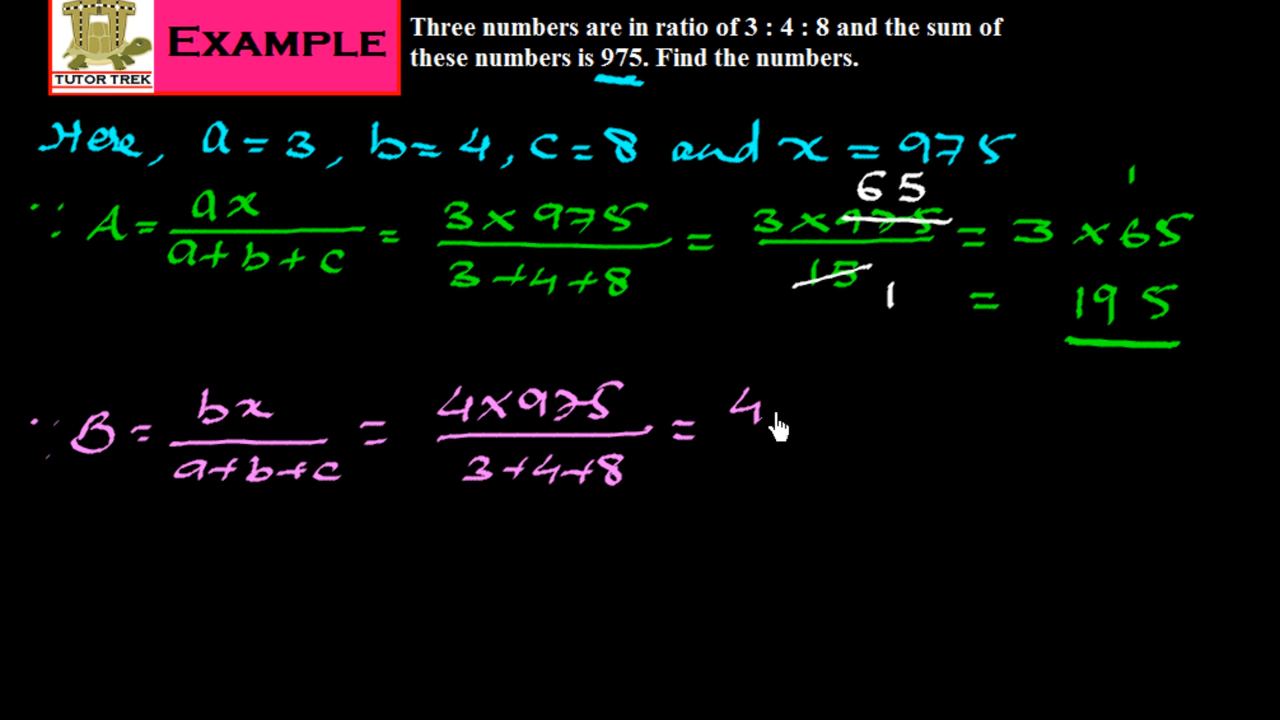 TUTOR TREK
EXAMPLE
Three numbers are in ratio of 3 : 4 : 8 and the sum of
these numbers is 975. Find the numbers.
Here, a = 3, b = 4, c = 8 and x = 975
∵ A = ax / a+b+c = 3 × 975 / 3+4+8 = 3 × 975 / 15 = 3 × 65
65
1
1
= 195
∵ B = bx / a+b+c = 4 × 975 / 3+4+8 = 4